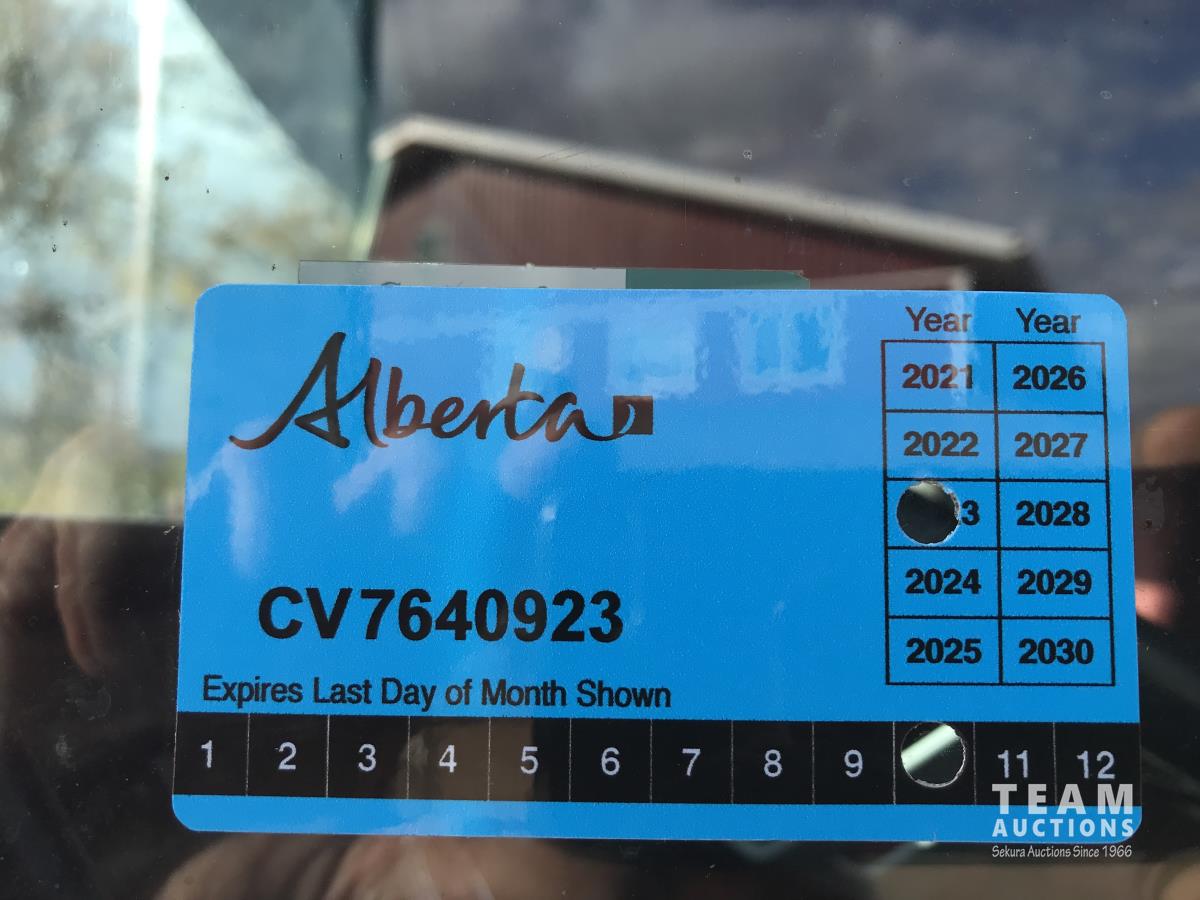 Alberta
Year Year
2021 2026
2022 2027
3 2028
2024 2029
2025 2030
CV7640923
Expires Last Day of Month Shown
1 2 3 4 5 6 7 8 9 11 12
TEAM
AUCTIONS
Sekura Auctions Since 1966